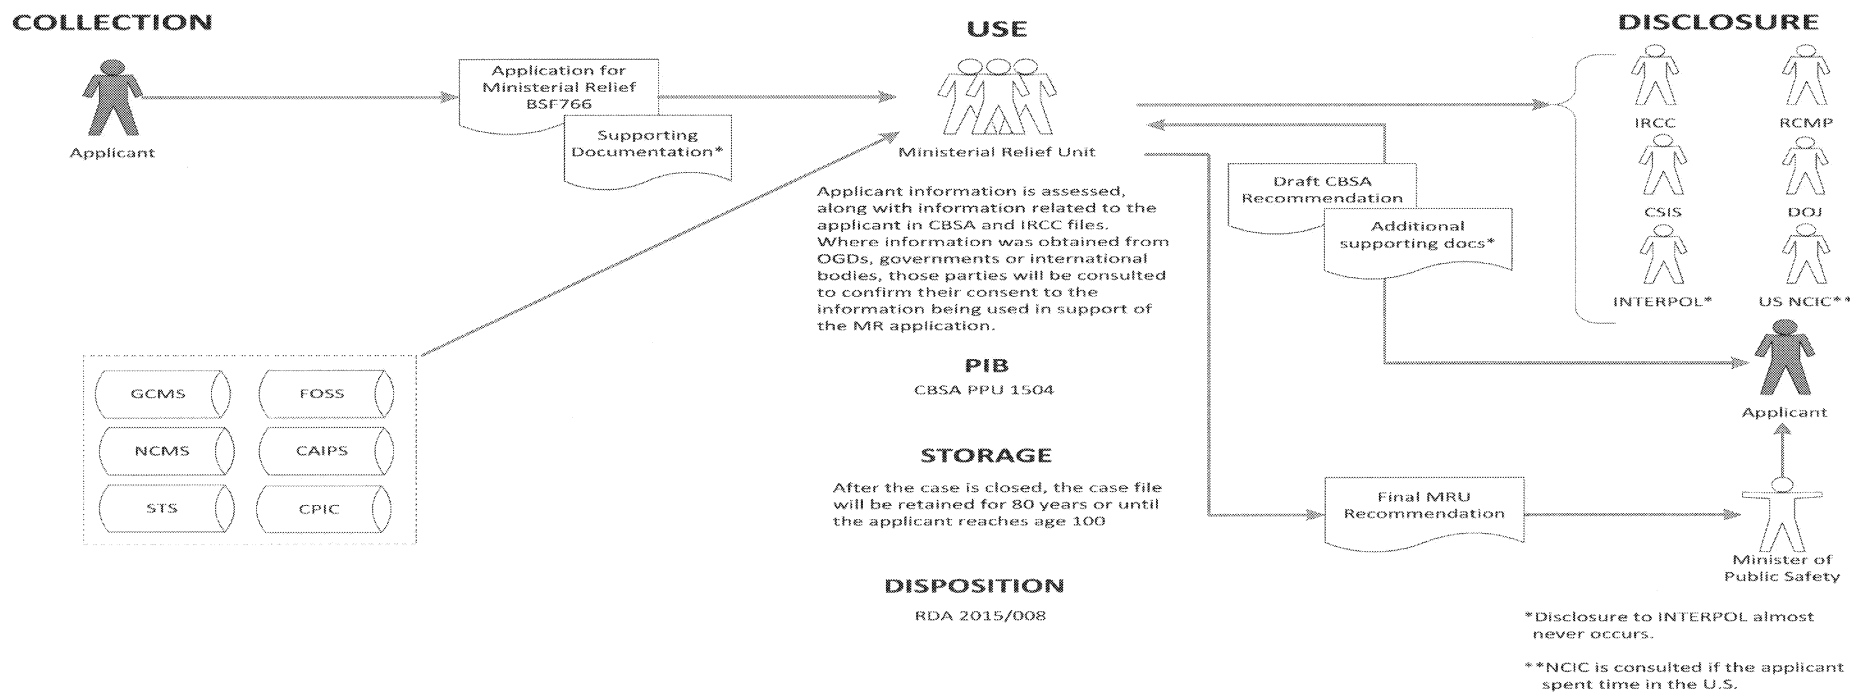 COLLECTION
Applicant
Application for
Ministerial Relief
BSF766
Supporting
Documentation*
GCMS
FOSS
NCMS
CAIPS
STS
CPIC
USE
Ministerial Relief Unit
Applicant information is assessed,
along with information related to the
applicant in CBSA and IRCC files.
Where information was obtained from
OGDs, governments or international
bodies, those parties will be consulted
to confirm their consent to the
information being used in support of
the MR application.
PIB
CBSA PPU 1504
STORAGE
After the case is closed, the case file
will be retained for 80 years or until
the applicant reaches age 100
DISPOSITION
RDA 2015/008
Draft CBSA
Recommendation
Additional
supporting docs*
Final MRU
Recommendation
DISCLOSURE
IRCC
RCMP
CSIS
DOJ
INTERPOL*
US NCIC**
Applicant
Minister of
Public Safety
*Disclosure to INTERPOL almost
never occurs.
**NCIC is consulted if the applicant
spent time in the U.S.